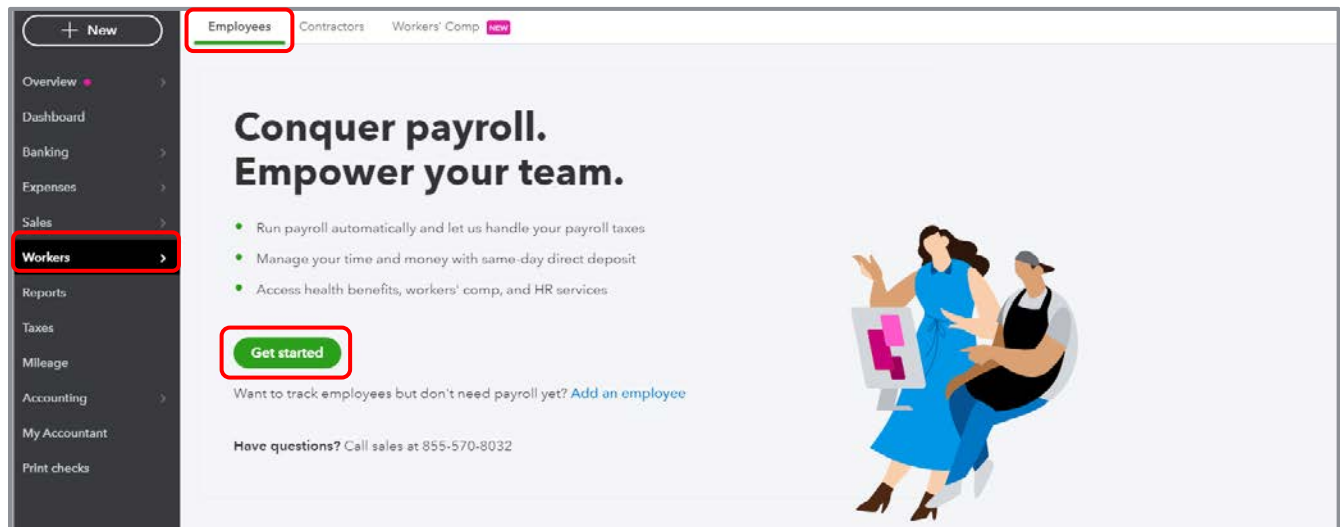 + New
Overview
Dashboard
Banking
Expenses
Sales
Workers
Reports
Taxes
Mileage
Accounting
My Accountant
Print checks
Employees Contractors Workers' Comp NEW
Conquer payroll.
Empower your team.
Run payroll automatically and let us handle your payroll taxes
Manage your time and money with same-day direct deposit
Access health benefits, workers' comp, and HR services
Get started
Want to track employees but don't need payroll yet? Add an employee
Have questions? Call sales at 855-570-8032